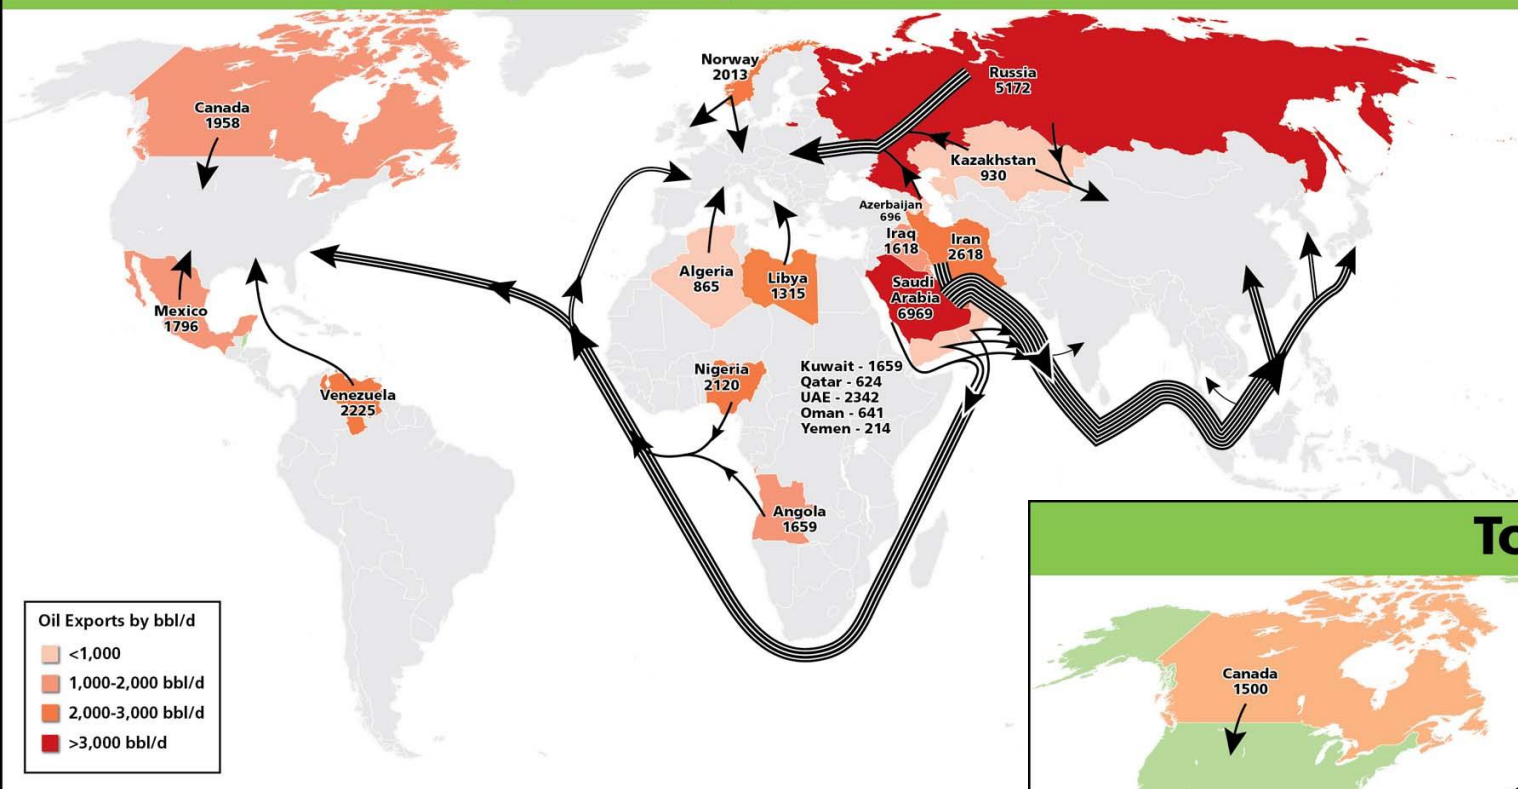 Norway
2013
Russia
5172
Canada
1958
Kazakhstan
930
Azerbaijan
696
Iraq
1618
Iran
2618
Algeria
865
Libya
1315
Saudi
Arabia
6969
Mexico
1796
Nigeria
2120
Kuwait - 1659
Qatar - 624
UAE - 2342
Oman - 641
Yemen - 214
Venezuela
2225
Angola
1659
Oil Exports by bbl/d
<1,000
1,000-2,000 bbl/d
2,000-3,000 bbl/d
>3,000 bbl/d
Canada
1500